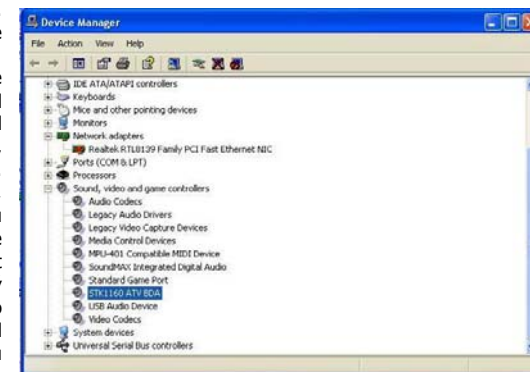 Device Manager
File Action View Help
IDE ATA/ATAPI controllers
Keyboards
Mice and other pointing devices
Monitors
Network adapters
Realtek RTL8139 Family PCI Fast Ethernet NIC
Ports (COM & LPT)
Processors
Sound, video and game controllers
Audio Codecs
Legacy Audio Drivers
Legacy Video Capture Devices
Media Control Devices
MPU-401 Compatible MIDI Device
SoundMAX Integrated Digital Audio
Standard Game Port
STK1160 ATV BDA
USB Audio Device
Video Codecs
System devices
Universal Serial Bus controllers